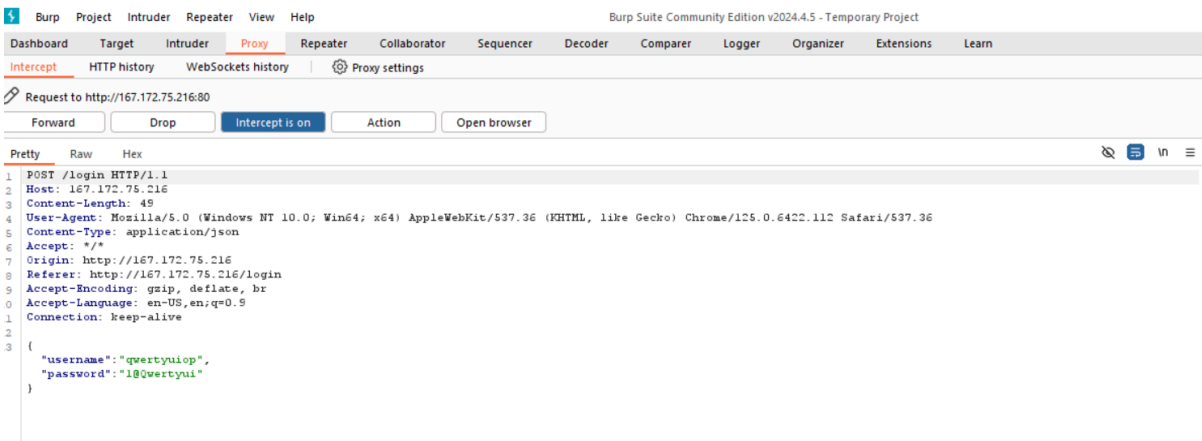 Burp Project Intruder Repeater View Help Burp Suite Community Edition v2024.4.5 - Temporary Project
Dashboard Target Intruder Proxy Repeater Collaborator Sequencer Decoder Comparer Logger Organizer Extensions Learn
Intercept HTTP history WebSockets history Proxy settings
Request to http://167.172.75.216:80
Forward Drop Intercept is on Action Open browser
Pretty Raw Hex \n
1 POST /login HTTP/1.1
2 Host: 167.172.75.216
3 Content-Length: 49
4 User-Agent: Mozilla/5.0 (Windows NT 10.0; Win64; x64) AppleWebKit/537.36 (KHTML, like Gecko) Chrome/125.0.6422.112 Safari/537.36
5 Content-Type: application/json
6 Accept: */*
7 Origin: http://167.172.75.216
8 Referer: http://167.172.75.216/login
9 Accept-Encoding: gzip, deflate, br
0 Accept-Language: en-US,en;q=0.9
1 Connection: keep-alive
2
3 {
"username":"qwertyuiop",
"password":"1@Qwertyui"
}